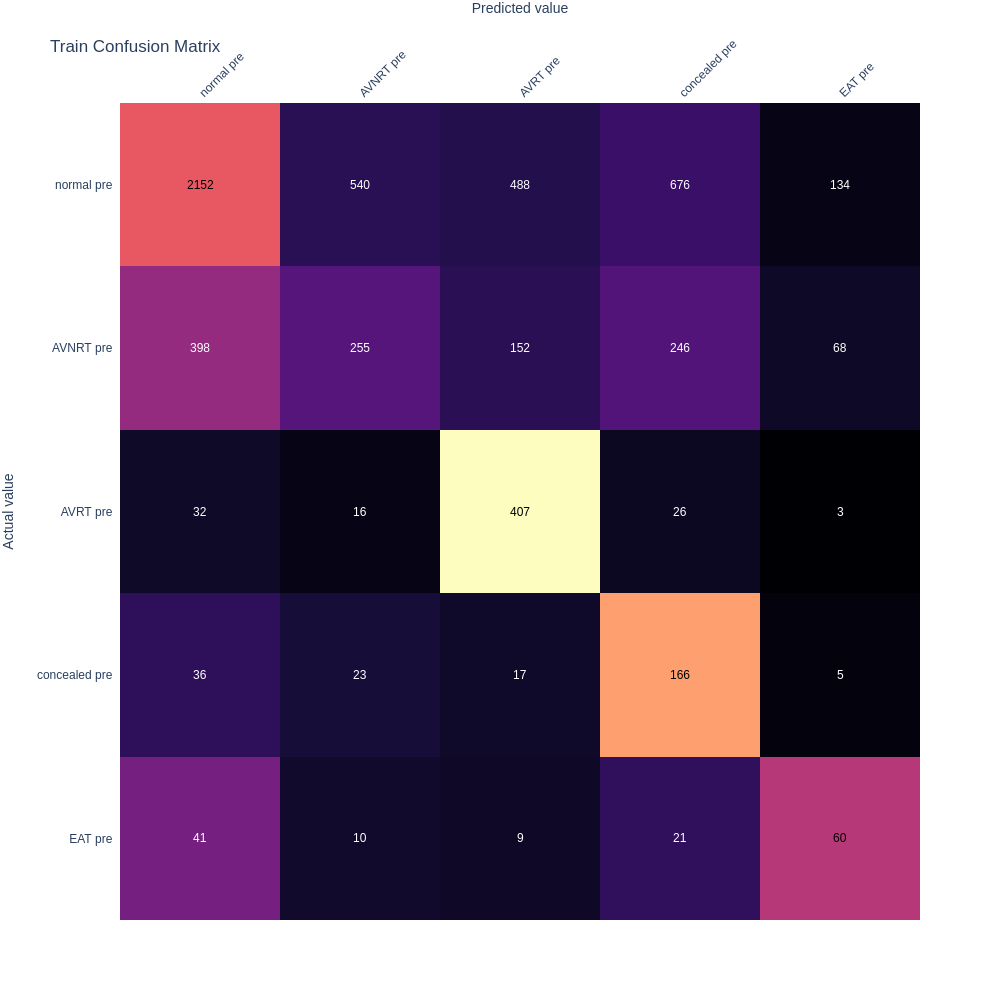 Predicted value
Train Confusion Matrix
normal pre AVNRT pre AVRT pre concealed pre EAT pre
normal pre 2152 540 488 676 134
AVNRT pre 398 255 152 246 68
AVRT pre 32 16 407 26 3
concealed pre 36 23 17 166 5
EAT pre 41 10 9 21 60
Actual value